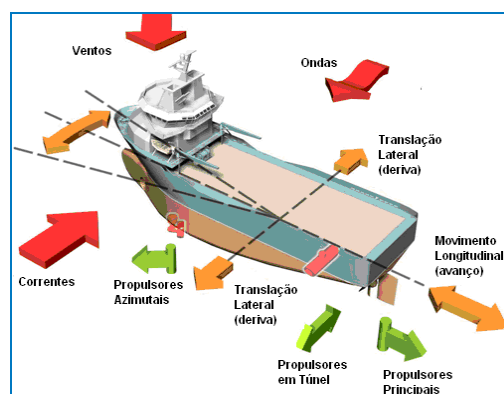 Ventos
Ondas
Translação
Lateral
(deriva)
Movimento
Longitudinal
(avanço)
Correntes
Propulsores
Azimutais
Translação
Lateral
(deriva)
Propulsores
em Túnel
Propulsores
Principais